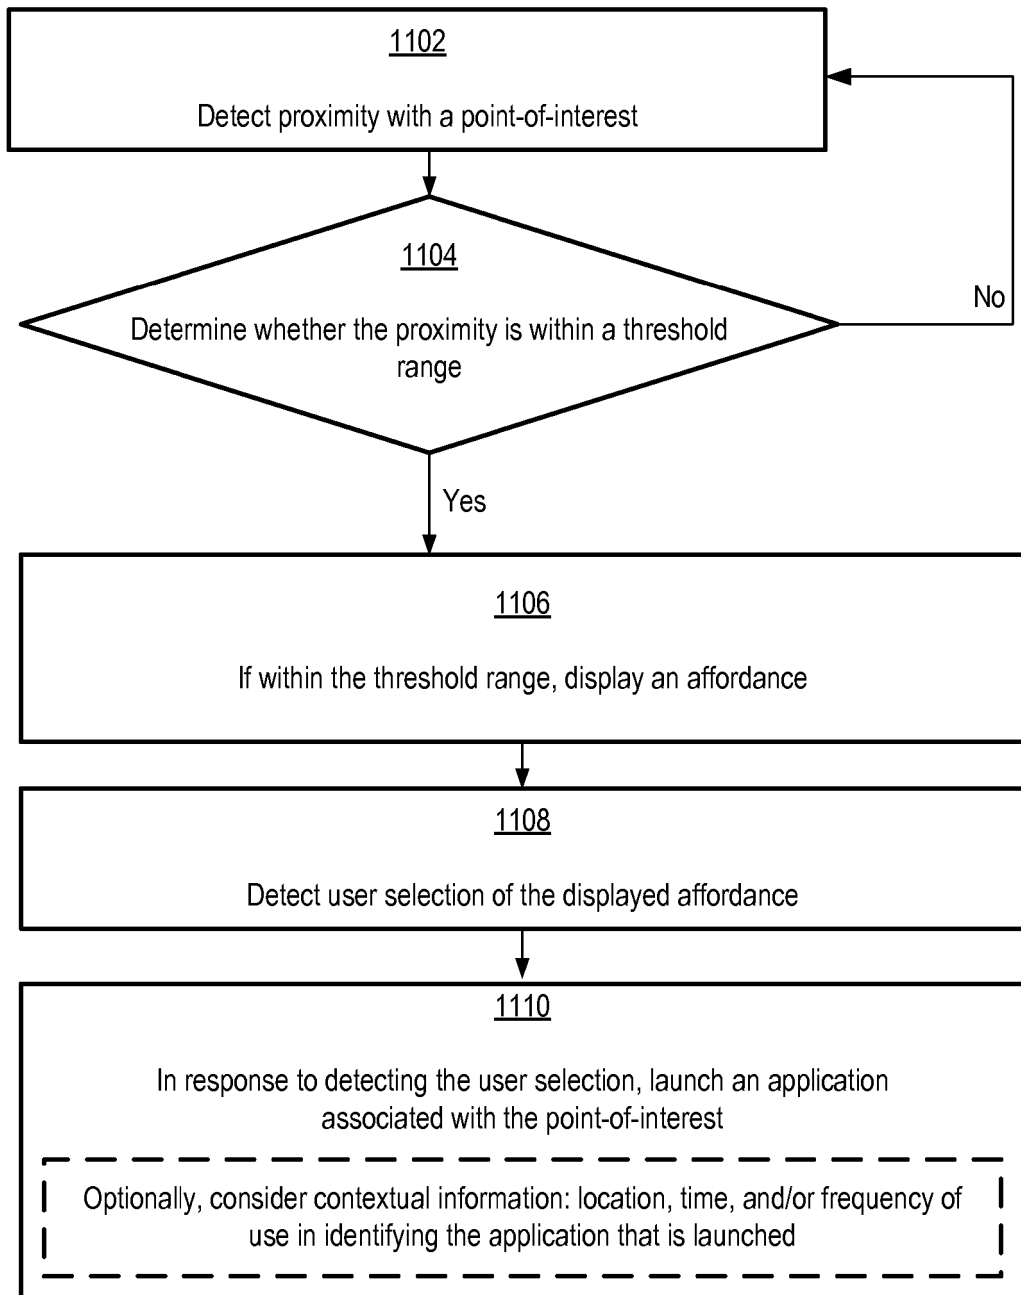 1102
Detect proximity with a point-of-interest
1104
Determine whether the proximity is within a threshold
range
No
Yes
1106
If within the threshold range, display an affordance
1108
Detect user selection of the displayed affordance
1110
In response to detecting the user selection, launch an application
associated with the point-of-interest
Optionally, consider contextual information: location, time, and/or frequency of
use in identifying the application that is launched